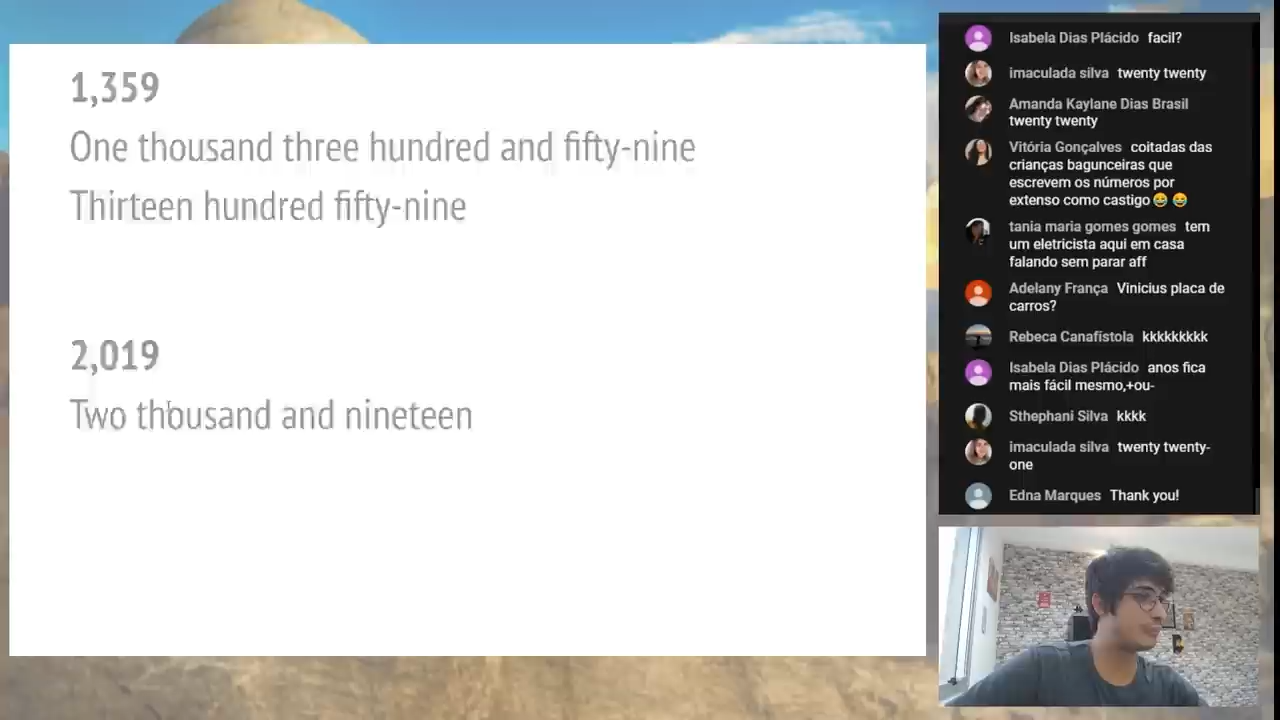 1,359
One thousand three hundred and fifty-nine
Thirteen hundred fifty-nine
2,019
Two thousand and nineteen
Isabela Dias Plácido facil?
imaculada silva twenty twenty
Amanda Kaylane Dias Brasil
twenty twenty
Vitória Gonçalves coitadas das
crianças bagunceiras que
escrevem os números por
extenso como castigo 😂 😂
tania maria gomes gomes tem
um eletricista aqui em casa
falando sem parar aff
Adelany França Vinicius placa de
carros?
Rebeca Canafístola kkkkkkkkk
Isabela Dias Plácido anos fica
mais fácil mesmo,+ou-
Sthephani Silva kkkk
imaculada silva twenty twenty-
one
Edna Marques Thank you!